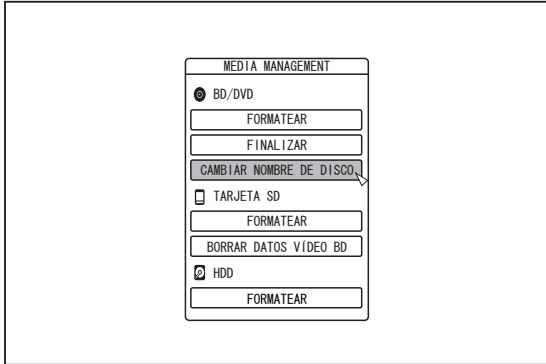 MEDIA MANAGEMENT
BD/DVD
FORMATEAR
FINALIZAR
CAMBIAR NOMBRE DE DISCO
TARJETA SD
FORMATEAR
BORRAR DATOS VÍDEO BD
HDD
FORMATEAR